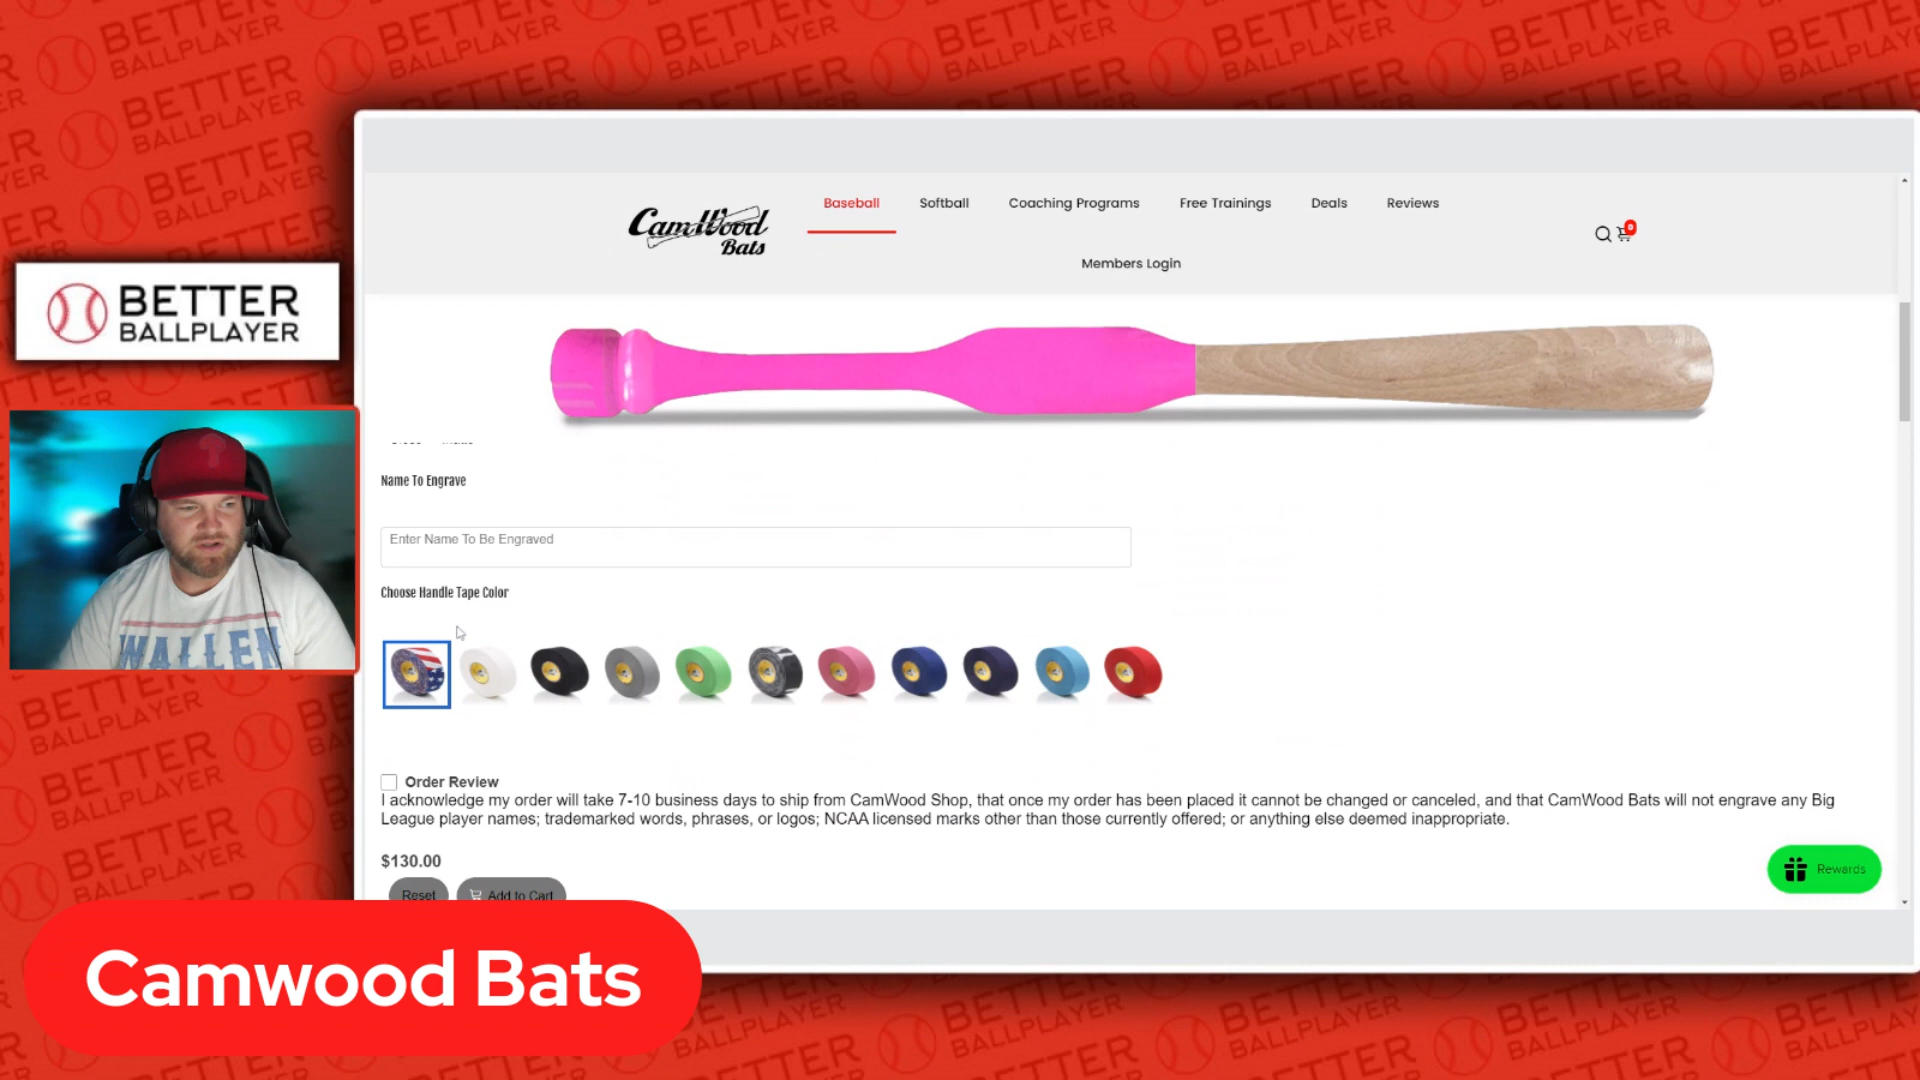 BETTER
BALLPLAYER
CamWood
Bats
Baseball
Softball
Coaching Programs
Free Trainings
Deals
Reviews
Members Login
0
Name To Engrave
Enter Name To Be Engraved
Choose Handle Tape Color
WALLEN
Order Review
I acknowledge my order will take 7-10 business days to ship from CamWood Shop, that once my order has been placed it cannot be changed or canceled, and that CamWood Bats will not engrave any Big
League player names; trademarked words, phrases, or logos; NCAA licensed marks other than those currently offered; or anything else deemed inappropriate.
$130.00
Reset
Add to Cart
Rewards
Camwood Bats